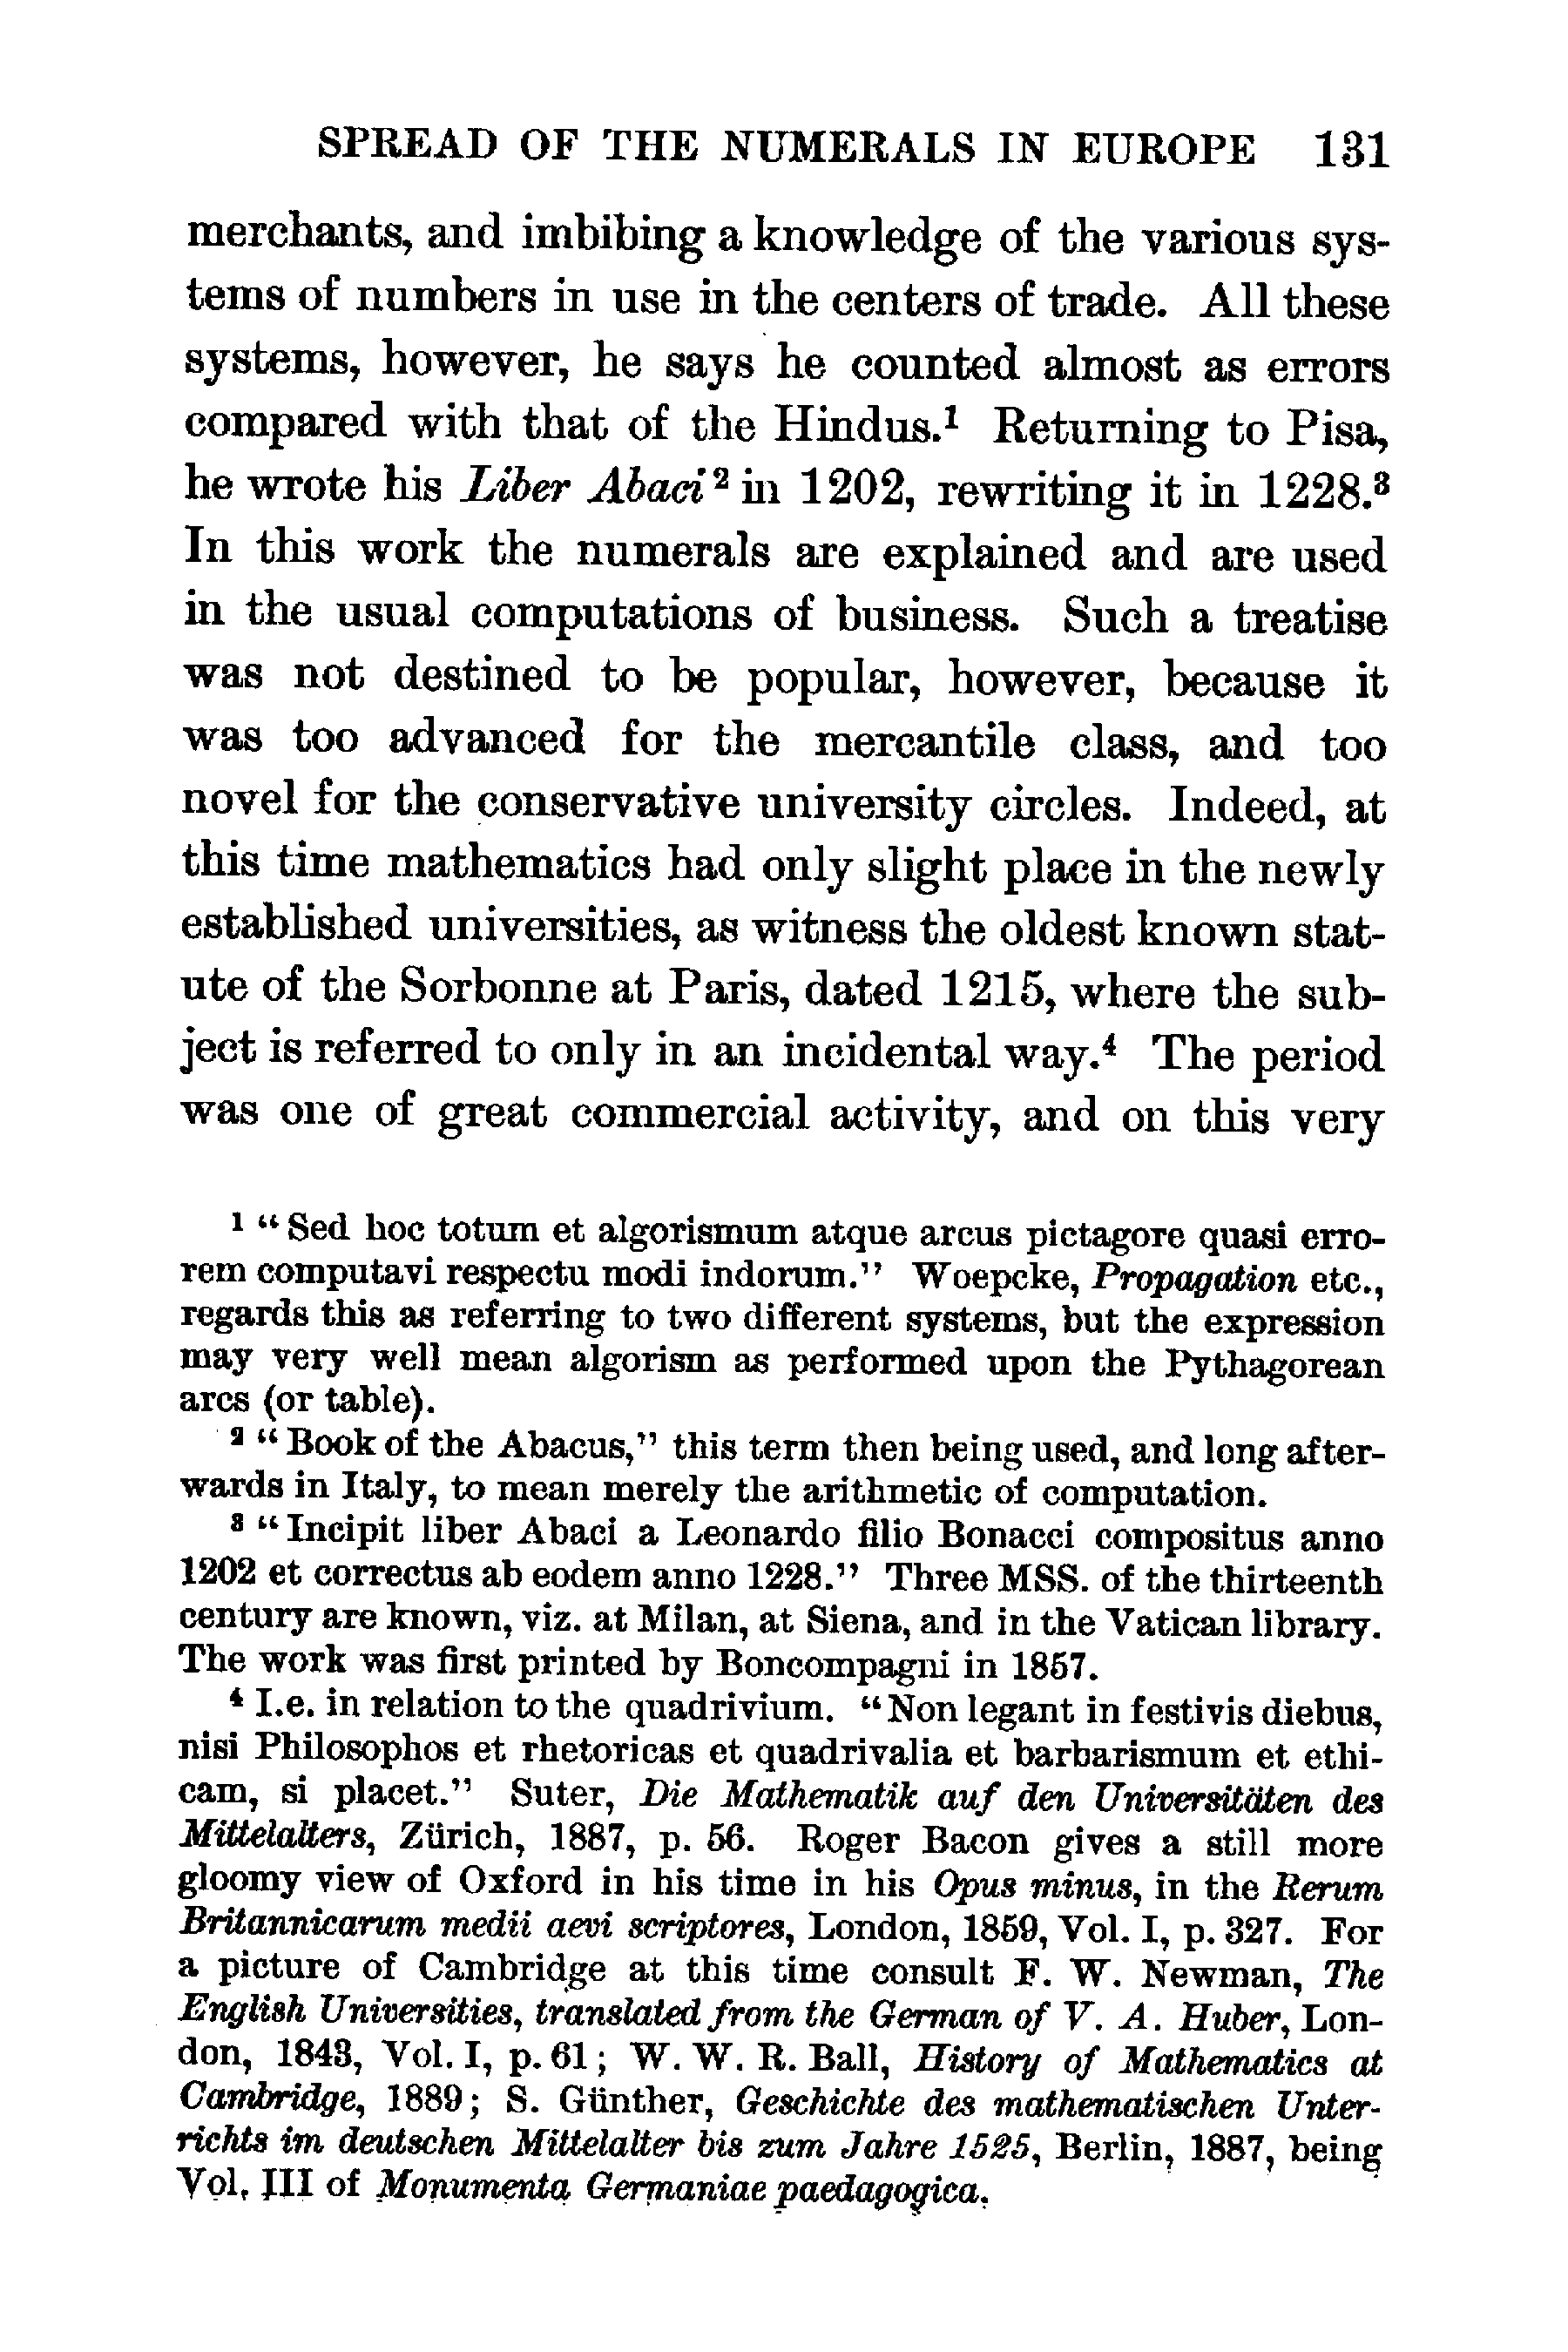 SPREAD OF THE NUMERALS IN EUROPE 131
merchants, and imbibing a knowledge of the various sys-
tems of numbers in use in the centers of trade. All these
systems, however, he says he counted almost as errors
compared with that of the Hindus.¹ Returning to Pisa,
he wrote his Liber Abaci² in 1202, rewriting it in 1228.³
In this work the numerals are explained and are used
in the usual computations of business. Such a treatise
was not destined to be popular, however, because it
was too advanced for the mercantile class, and too
novel for the conservative university circles. Indeed, at
this time mathematics had only slight place in the newly
established universities, as witness the oldest known stat-
ute of the Sorbonne at Paris, dated 1215, where the sub-
ject is referred to only in an incidental way.⁴ The period
was one of great commercial activity, and on this very
¹ "Sed hoc totum et algorismum atque arcus pictagore quasi erro-
rem computavi respectu modi indorum." Woepcke, Propagation etc.,
regards this as referring to two different systems, but the expression
may very well mean algorism as performed upon the Pythagorean
arcs (or table).
² "Book of the Abacus," this term then being used, and long after-
wards in Italy, to mean merely the arithmetic of computation.
³ "Incipit liber Abaci a Leonardo filio Bonacci compositus anno
1202 et correctus ab eodem anno 1228." Three MSS. of the thirteenth
century are known, viz. at Milan, at Siena, and in the Vatican library.
The work was first printed by Boncompagni in 1857.
⁴ I.e. in relation to the quadrivium. "Non legant in festivis diebus,
nisi Philosophos et rhetoricas et quadrivalia et barbarismum et ethi-
cam, si placet." Suter, Die Mathematik auf den Universitäten des
Mittelalters, Zürich, 1887, p. 56. Roger Bacon gives a still more
gloomy view of Oxford in his time in his Opus minus, in the Rerum
Britannicarum medii aevi scriptores, London, 1859, Vol. I, p. 327. For
a picture of Cambridge at this time consult F. W. Newman, The
English Universities, translated from the German of V. A. Huber, Lon-
don, 1843, Vol. I, p. 61; W. W. R. Ball, History of Mathematics at
Cambridge, 1889; S. Günther, Geschichte des mathematischen Unter-
richts im deutschen Mittelalter bis zum Jahre 1525, Berlin, 1887, being
Vol. III of Monumenta Germaniae paedagogica.